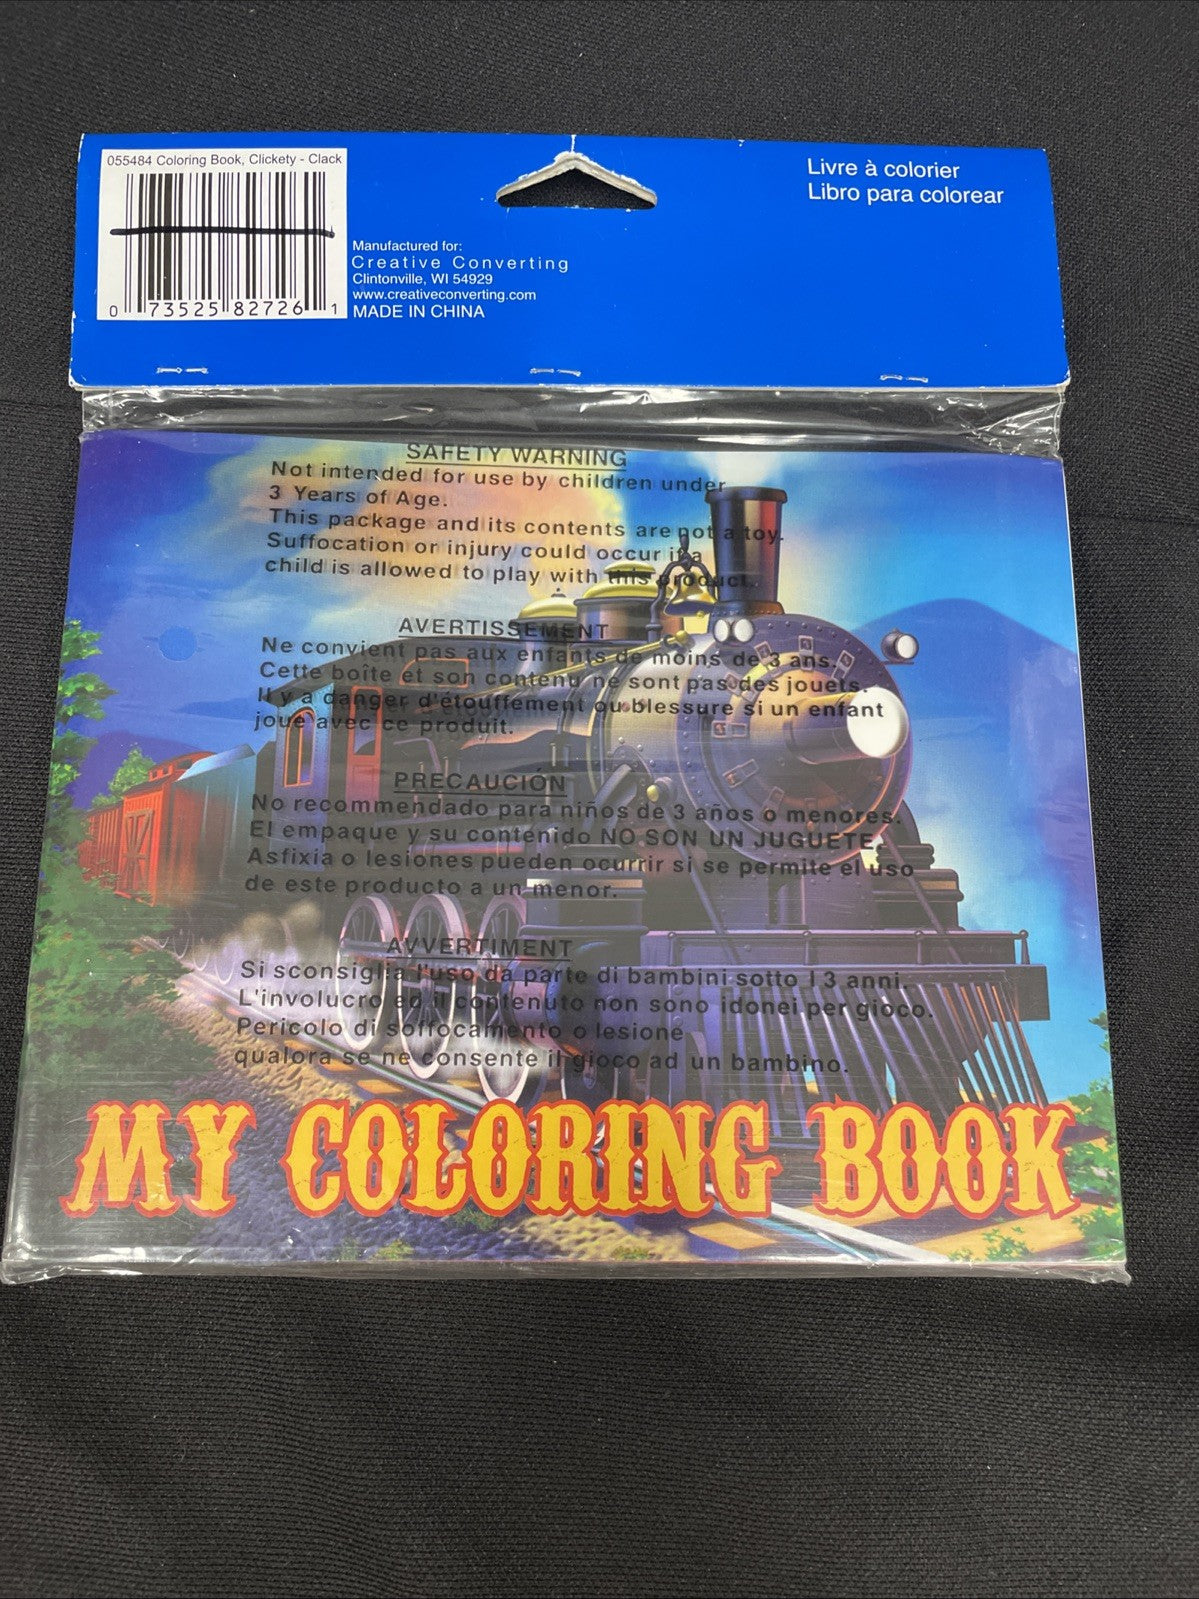 055484 Coloring Book, Clickety - Clack
0 73525 82726 1
Manufactured for:
Creative Converting
Clintonville, WI 54929
www.creativeconverting.com
MADE IN CHINA
Livre à colorier
Libro para colorear
SAFETY WARNING
Not intended for use by children under
3 Years of Age.
This package and its contents are not a toy.
Suffocation or injury could occur if a
child is allowed to play with this product.
AVERTISSEMENT
Ne convient pas aux enfants de moins de 3 ans.
Cette boîte et son contenu ne sont pas des jouets.
Il y a danger d'étouffement ou blessure si un enfant
joue avec ce produit.
PRECAUCIÓN
No recommendado para niños de 3 años o menores.
El empaque y su contenido NO SON UN JUGUETE.
Asfixia o lesiones pueden ocurrir si se permite el uso
de este producto a un menor.
AVVERTIMENT
Si sconsiglia l'uso da parte di bambini sotto I 3 anni.
L'involucro ed il contenuto non sono idonei per gioco.
Pericolo di soffocamento o lesione
qualora se ne consente il gioco ad un bambino.
MY COLORING BOOK